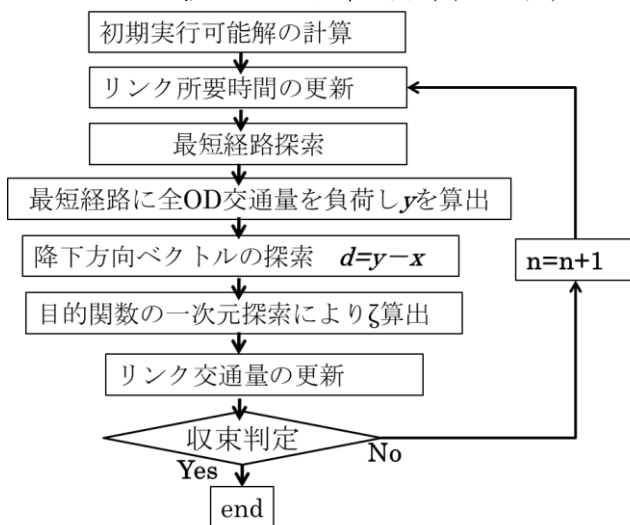 初期実行可能解の計算
リンク所要時間の更新
最短経路探索
最短経路に全OD交通量を負荷しyを算出
降下方向ベクトルの探索　d=y－x
n=n+1
目的関数の一次元探索によりζ算出
リンク交通量の更新
収束判定
No
Yes
end